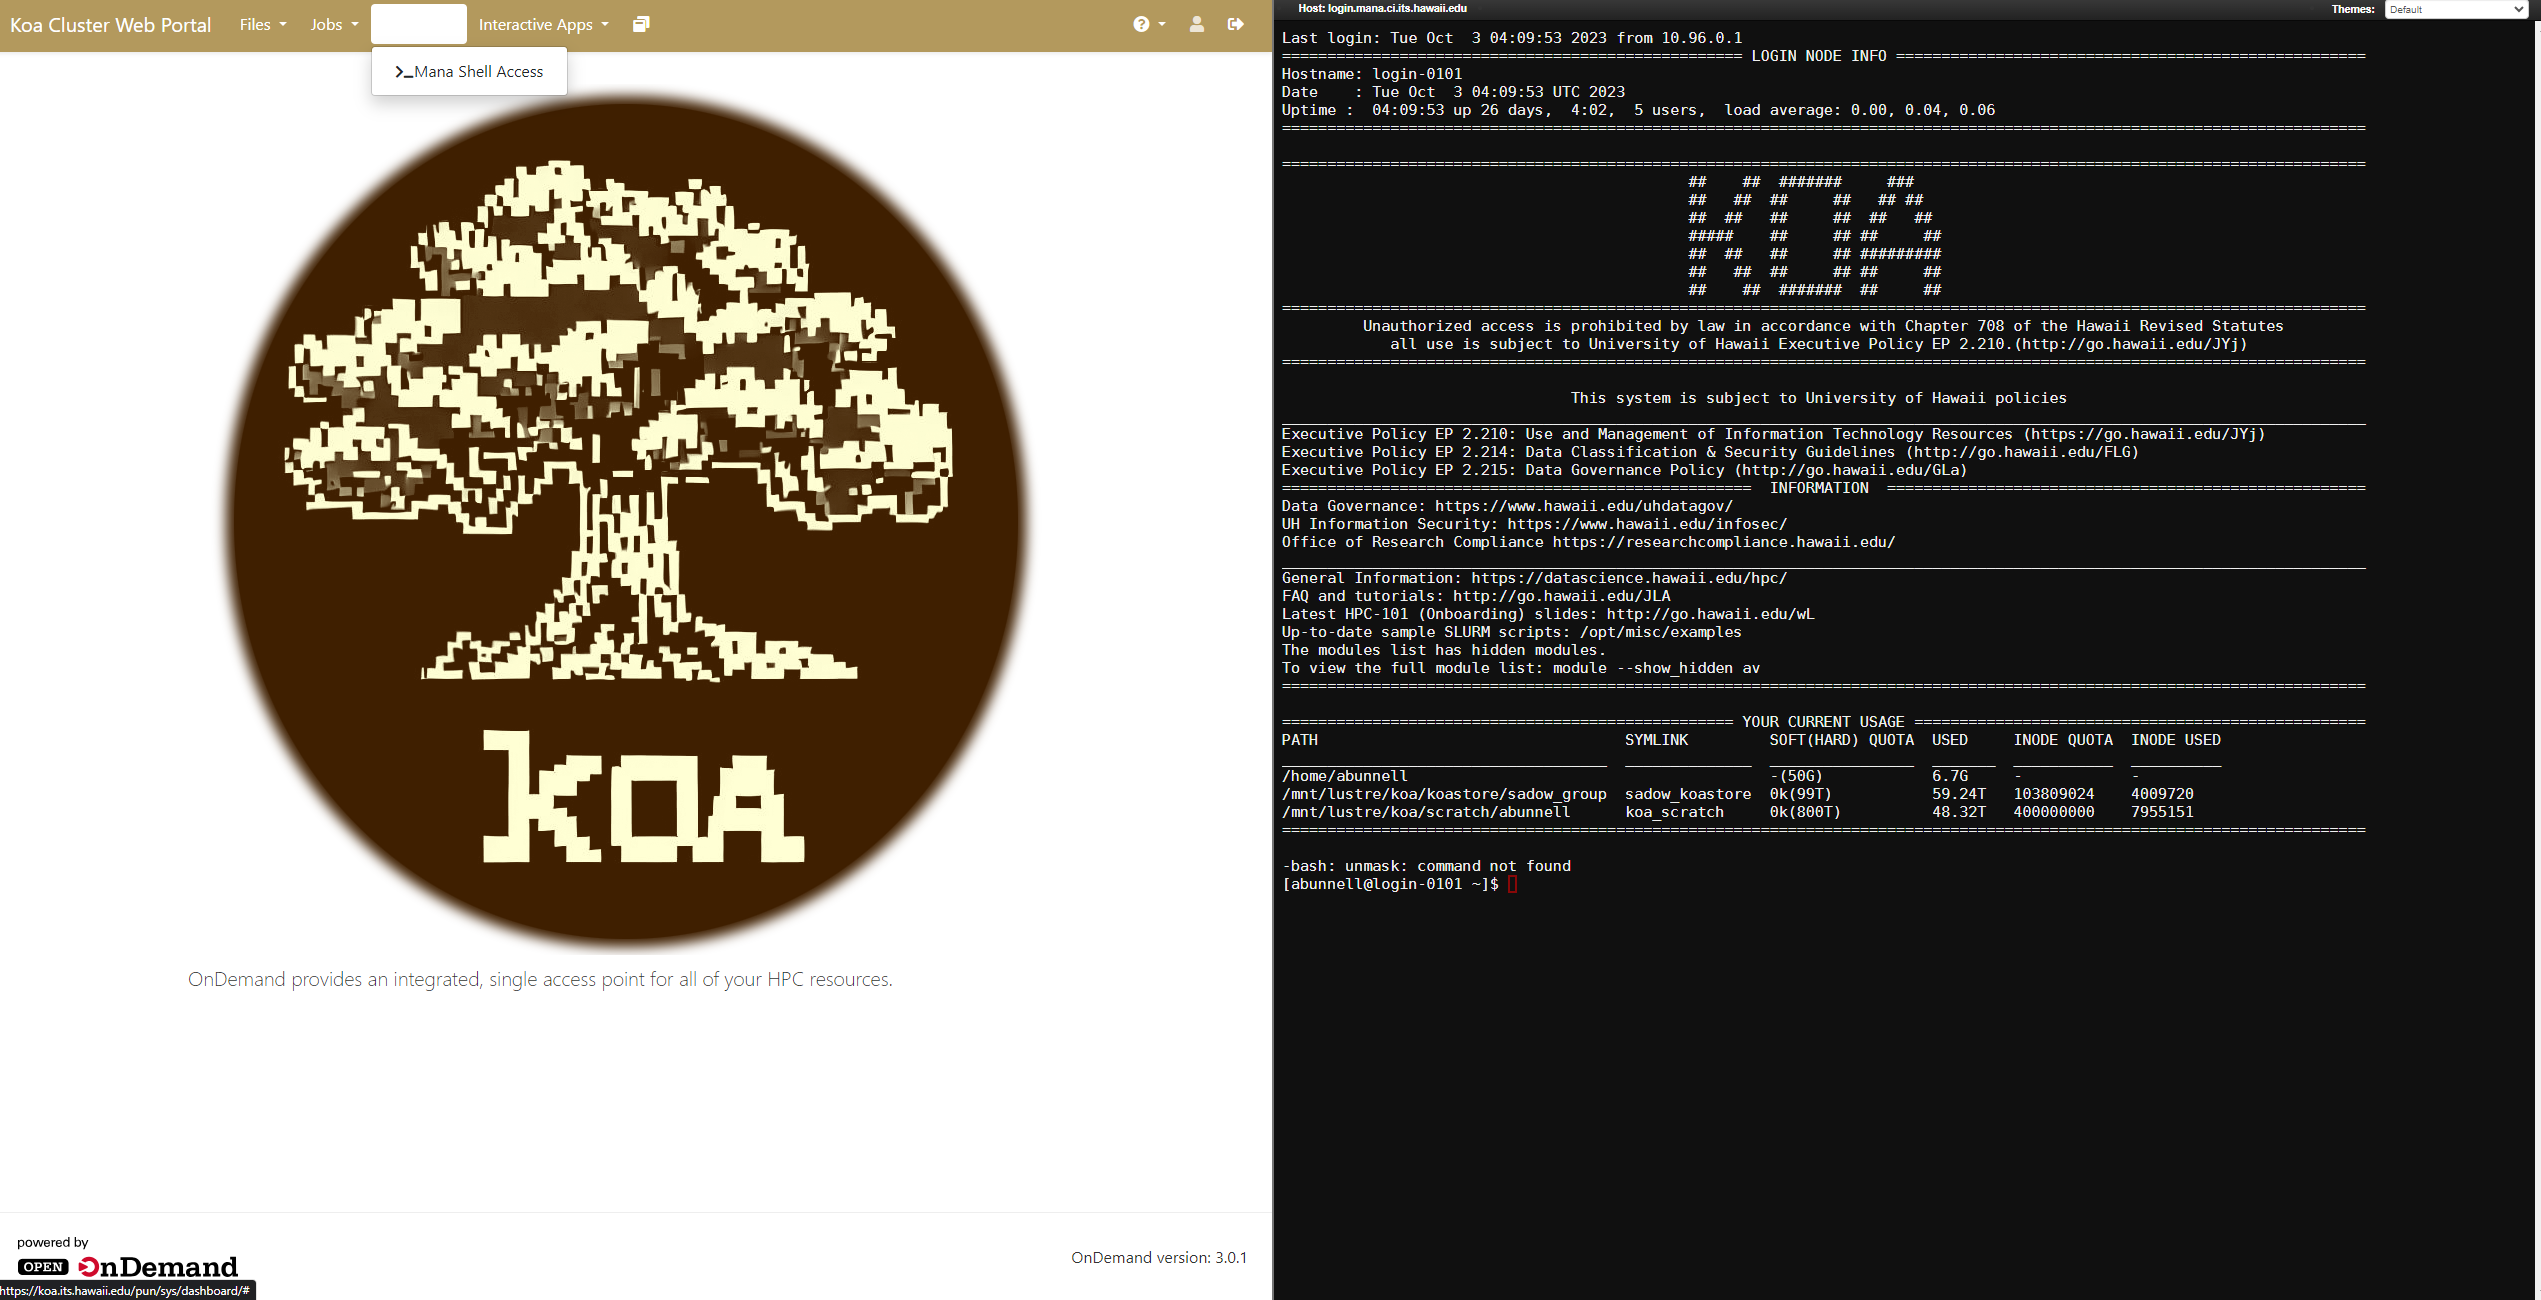 Koa Cluster Web Portal Files Jobs Interactive Apps
>_Mana Shell Access
KOA
OnDemand provides an integrated, single access point for all of your HPC resources.
powered by
OPEN OnDemand
OnDemand version: 3.0.1
https://koa.its.hawaii.edu/pun/sys/dashboard/#
Host: login.mana.ci.its.hawaii.edu
Themes: Default
Last login: Tue Oct  3 04:09:53 2023 from 10.96.0.1
LOGIN NODE INFO
Hostname: login-0101
Date    : Tue Oct  3 04:09:53 UTC 2023
Uptime :  04:09:53 up 26 days,  4:02,  5 users,  load average: 0.00, 0.04, 0.06
KOA
Unauthorized access is prohibited by law in accordance with Chapter 708 of the Hawaii Revised Statutes
all use is subject to University of Hawaii Executive Policy EP 2.210.(http://go.hawaii.edu/JYj)
This system is subject to University of Hawaii policies
Executive Policy EP 2.210: Use and Management of Information Technology Resources (https://go.hawaii.edu/JYj)
Executive Policy EP 2.214: Data Classification & Security Guidelines (http://go.hawaii.edu/FLG)
Executive Policy EP 2.215: Data Governance Policy (http://go.hawaii.edu/GLa)
INFORMATION
Data Governance: https://www.hawaii.edu/uhdatagov/
UH Information Security: https://www.hawaii.edu/infosec/
Office of Research Compliance https://researchcompliance.hawaii.edu/
General Information: https://datascience.hawaii.edu/hpc/
FAQ and tutorials: http://go.hawaii.edu/JLA
Latest HPC-101 (Onboarding) slides: http://go.hawaii.edu/wL
Up-to-date sample SLURM scripts: /opt/misc/examples
The modules list has hidden modules.
To view the full module list: module --show_hidden av
YOUR CURRENT USAGE
PATH SYMLINK SOFT(HARD) QUOTA USED INODE QUOTA INODE USED
/home/abunnell -(50G) 6.7G - -
/mnt/lustre/koa/koastore/sadow_group sadow_koastore 0k(99T) 59.24T 103809024 4009720
/mnt/lustre/koa/scratch/abunnell koa_scratch 0k(800T) 48.32T 400000000 7955151
-bash: unmask: command not found
[abunnell@login-0101 ~]$